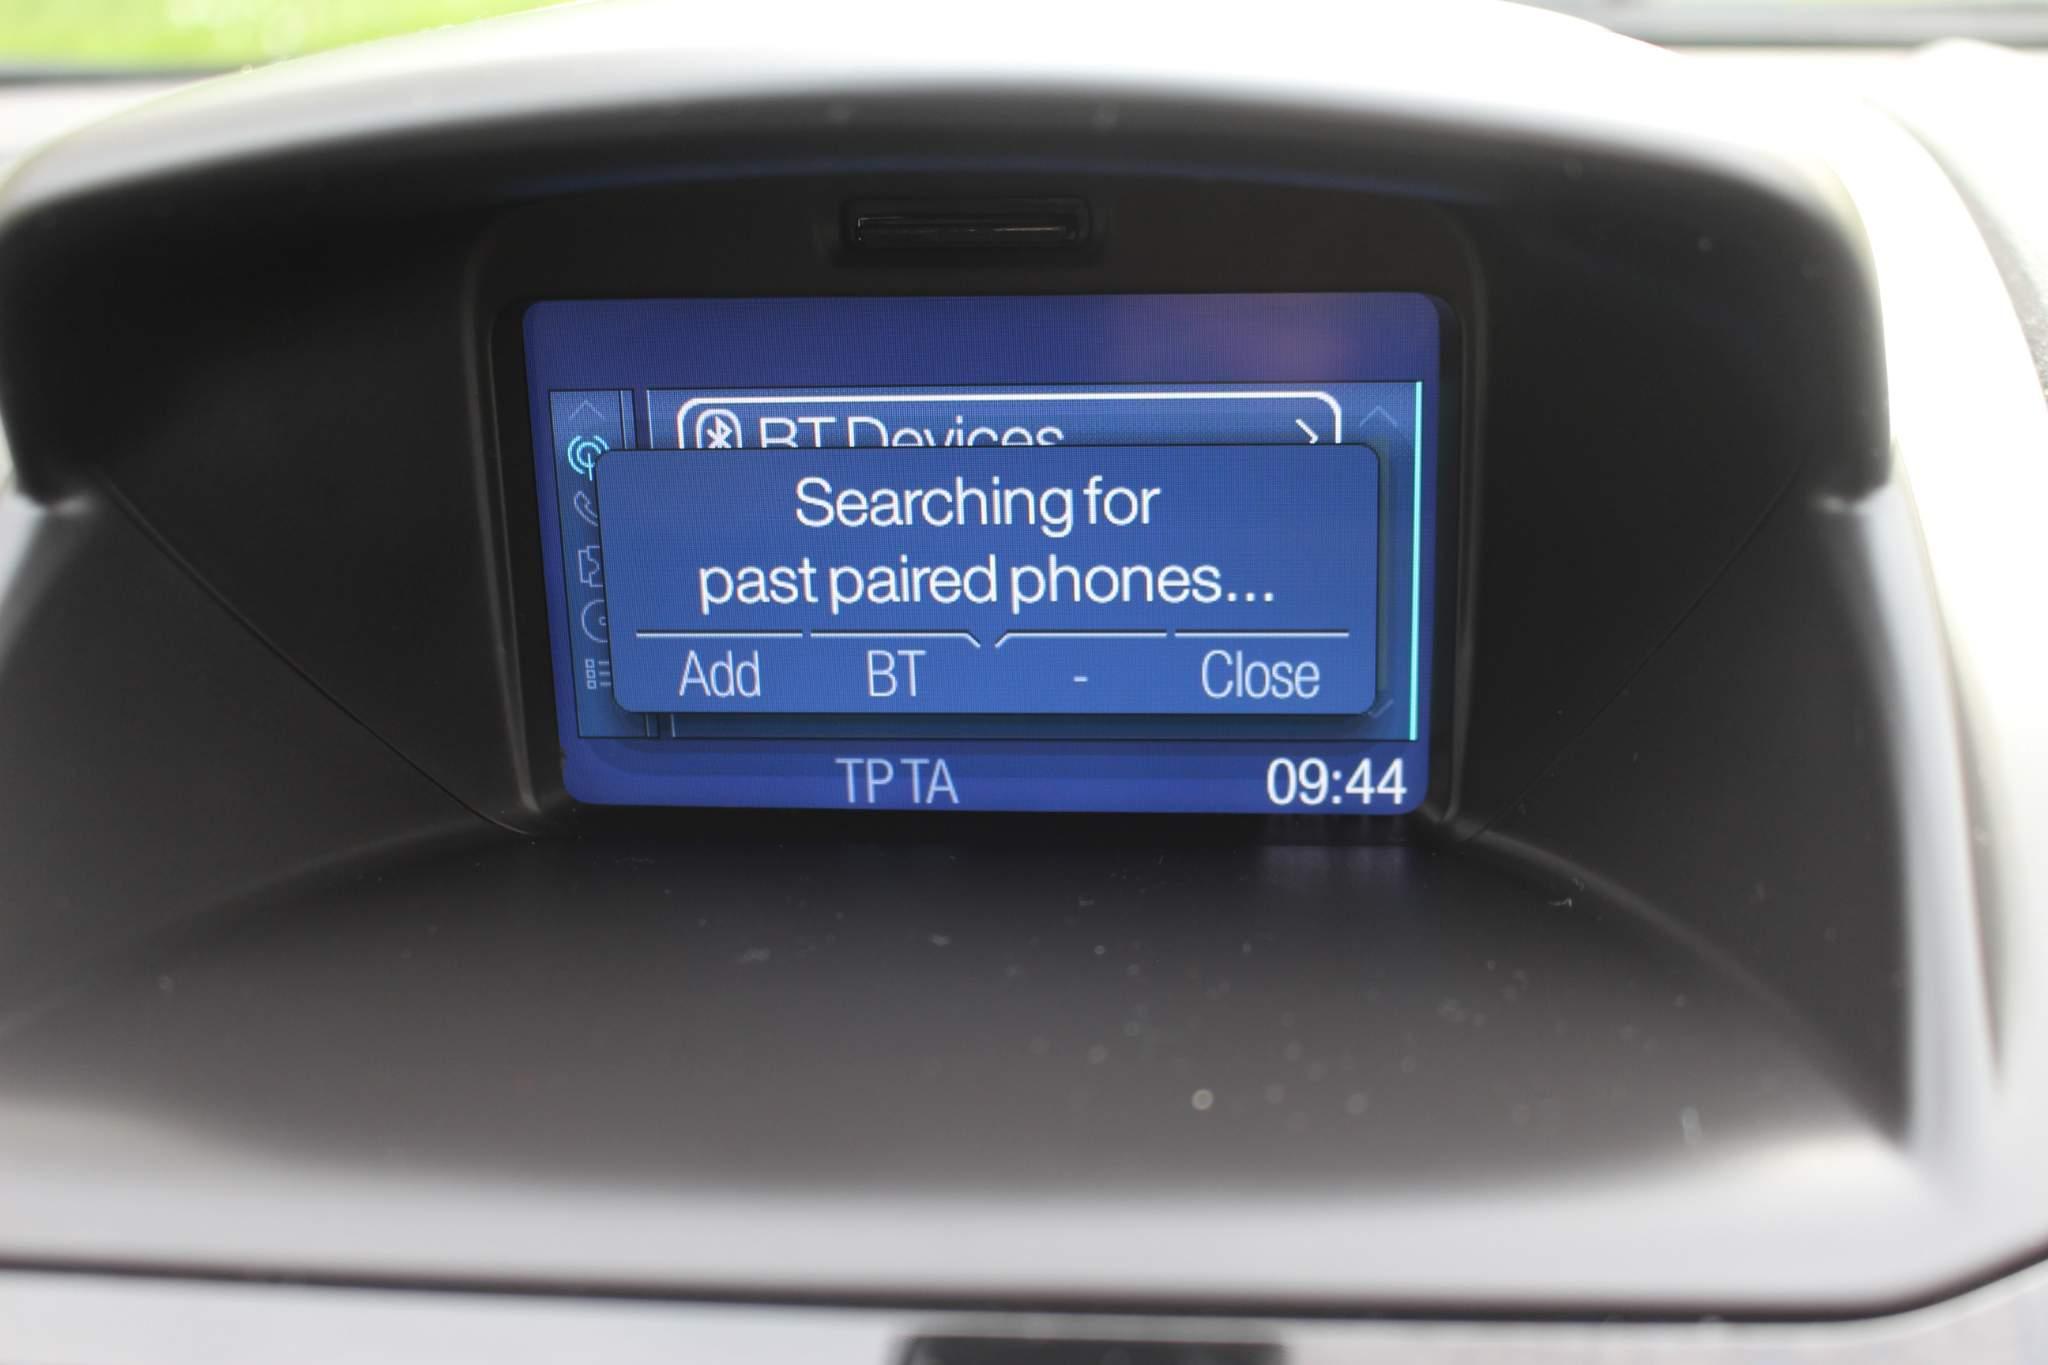 BT Devices
Searching for
past paired phones...
Add BT - Close
TP TA 09:44